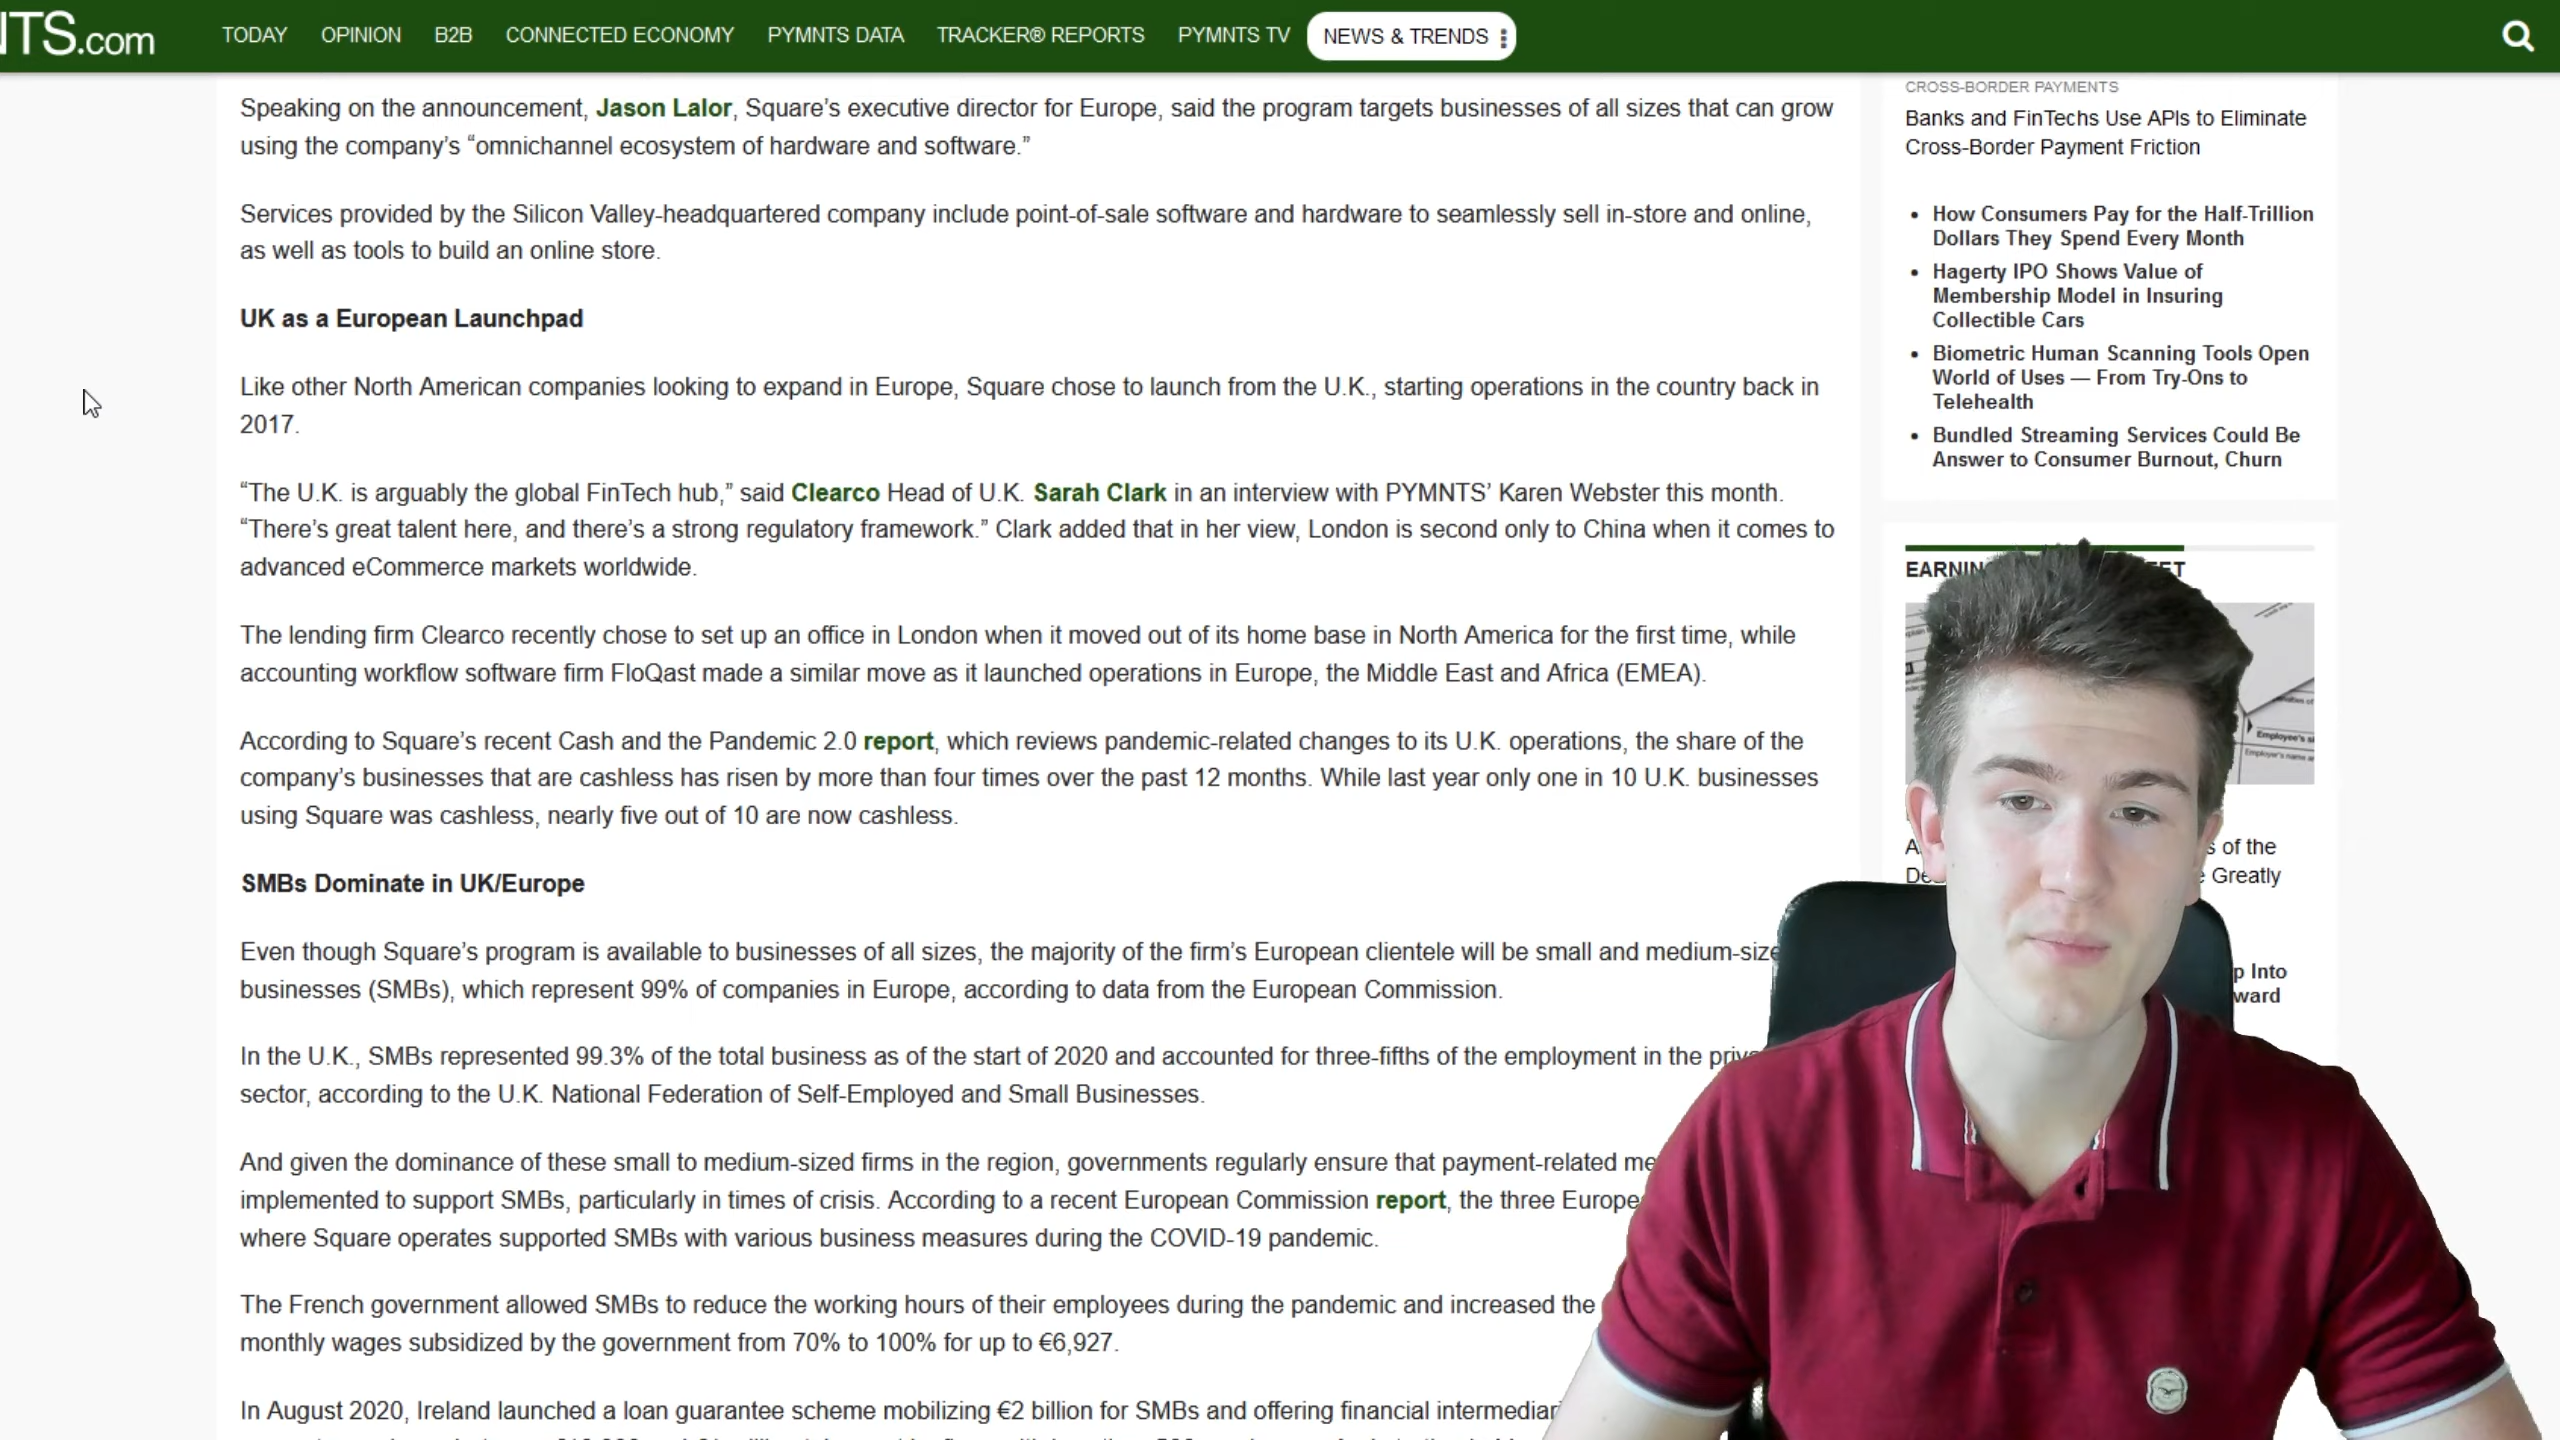 NTS.com
TODAY OPINION B2B CONNECTED ECONOMY PYMNTS DATA TRACKER® REPORTS PYMNTS TV NEWS & TRENDS
Speaking on the announcement, Jason Lalor, Square’s executive director for Europe, said the program targets businesses of all sizes that can grow
using the company’s “omnichannel ecosystem of hardware and software.”
Services provided by the Silicon Valley-headquartered company include point-of-sale software and hardware to seamlessly sell in-store and online,
as well as tools to build an online store.
UK as a European Launchpad
Like other North American companies looking to expand in Europe, Square chose to launch from the U.K., starting operations in the country back in
2017.
“The U.K. is arguably the global FinTech hub,” said Clearco Head of U.K. Sarah Clark in an interview with PYMNTS’ Karen Webster this month.
“There’s great talent here, and there’s a strong regulatory framework.” Clark added that in her view, London is second only to China when it comes to
advanced eCommerce markets worldwide.
The lending firm Clearco recently chose to set up an office in London when it moved out of its home base in North America for the first time, while
accounting workflow software firm FloQast made a similar move as it launched operations in Europe, the Middle East and Africa (EMEA).
According to Square’s recent Cash and the Pandemic 2.0 report, which reviews pandemic-related changes to its U.K. operations, the share of the
company’s businesses that are cashless has risen by more than four times over the past 12 months. While last year only one in 10 U.K. businesses
using Square was cashless, nearly five out of 10 are now cashless.
SMBs Dominate in UK/Europe
Even though Square’s program is available to businesses of all sizes, the majority of the firm’s European clientele will be small and medium-size
businesses (SMBs), which represent 99% of companies in Europe, according to data from the European Commission.
In the U.K., SMBs represented 99.3% of the total business as of the start of 2020 and accounted for three-fifths of the employment in the
sector, according to the U.K. National Federation of Self-Employed and Small Businesses.
And given the dominance of these small to medium-sized firms in the region, governments regularly ensure that payment-related
implemented to support SMBs, particularly in times of crisis. According to a recent European Commission report, the three
where Square operates supported SMBs with various business measures during the COVID-19 pandemic.
The French government allowed SMBs to reduce the working hours of their employees during the pandemic and increased the
monthly wages subsidized by the government from 70% to 100% for up to €6,927.
In August 2020, Ireland launched a loan guarantee scheme mobilizing €2 billion for SMBs and offering financial
CROSS-BORDER PAYMENTS
Banks and FinTechs Use APIs to Eliminate
Cross-Border Payment Friction
How Consumers Pay for the Half-Trillion
Dollars They Spend Every Month
Hagerty IPO Shows Value of
Membership Model in Insuring
Collectible Cars
Biometric Human Scanning Tools Open
World of Uses — From Try-Ons to
Telehealth
Bundled Streaming Services Could Be
Answer to Consumer Burnout, Churn
of the
Greatly
Into